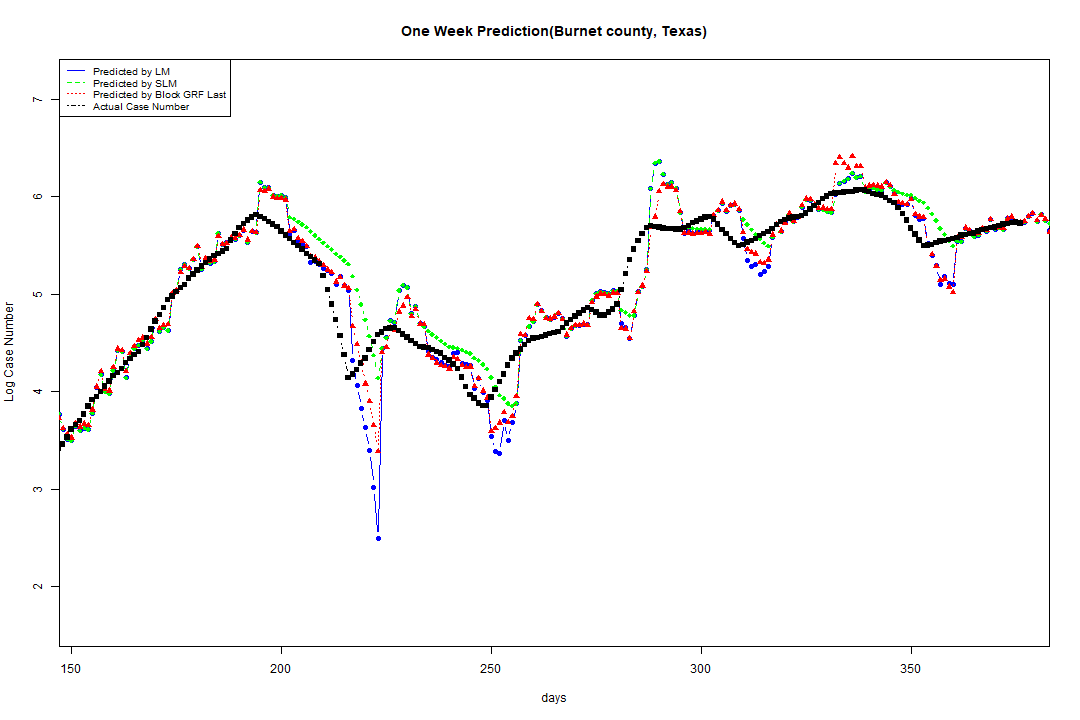 One Week Prediction(Burnet county, Texas)
Predicted by LM
Predicted by SLM
Predicted by Block GRF Last
Actual Case Number
7
6
5
4
3
2
Log Case Number
150 200 250 300 350
days